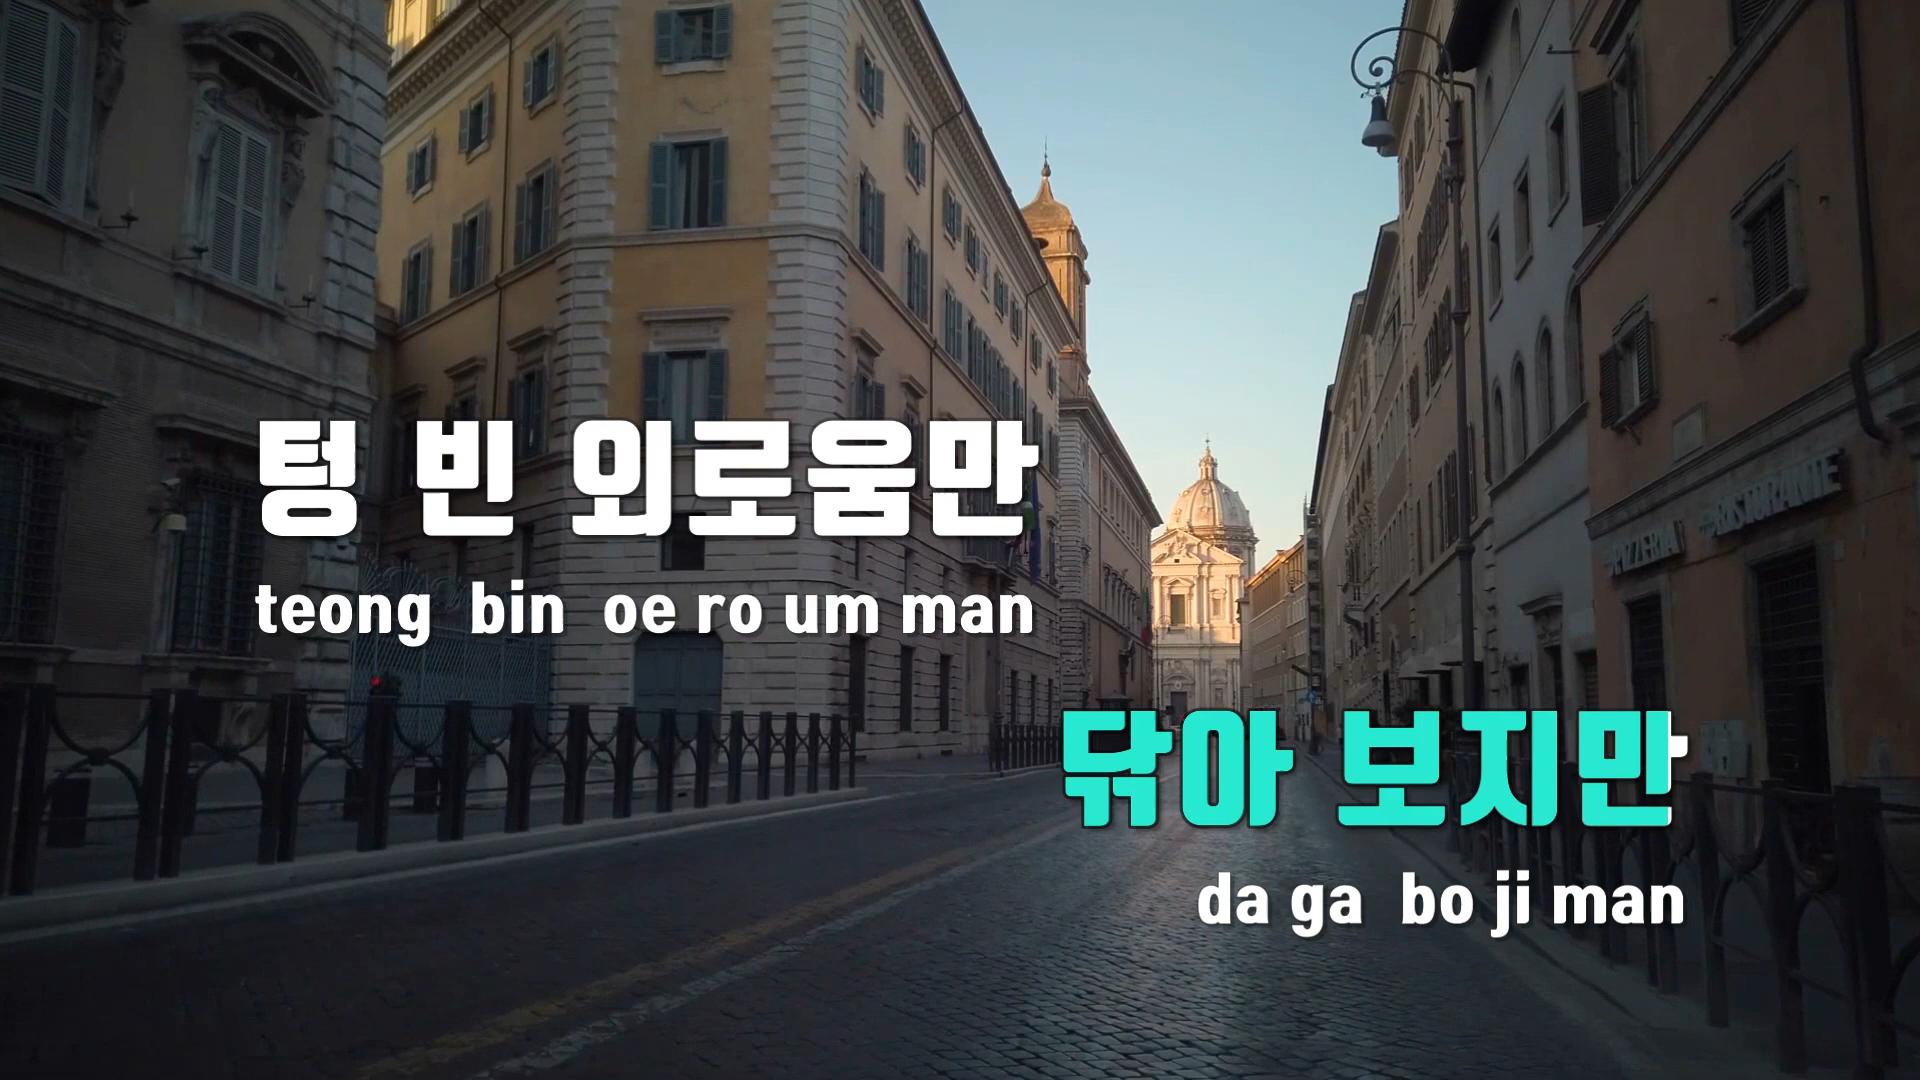 텅 빈 외로움만
teong bin oe ro um man
닦아 보지만
da ga bo ji man
PIZZERIA RISTORANTE